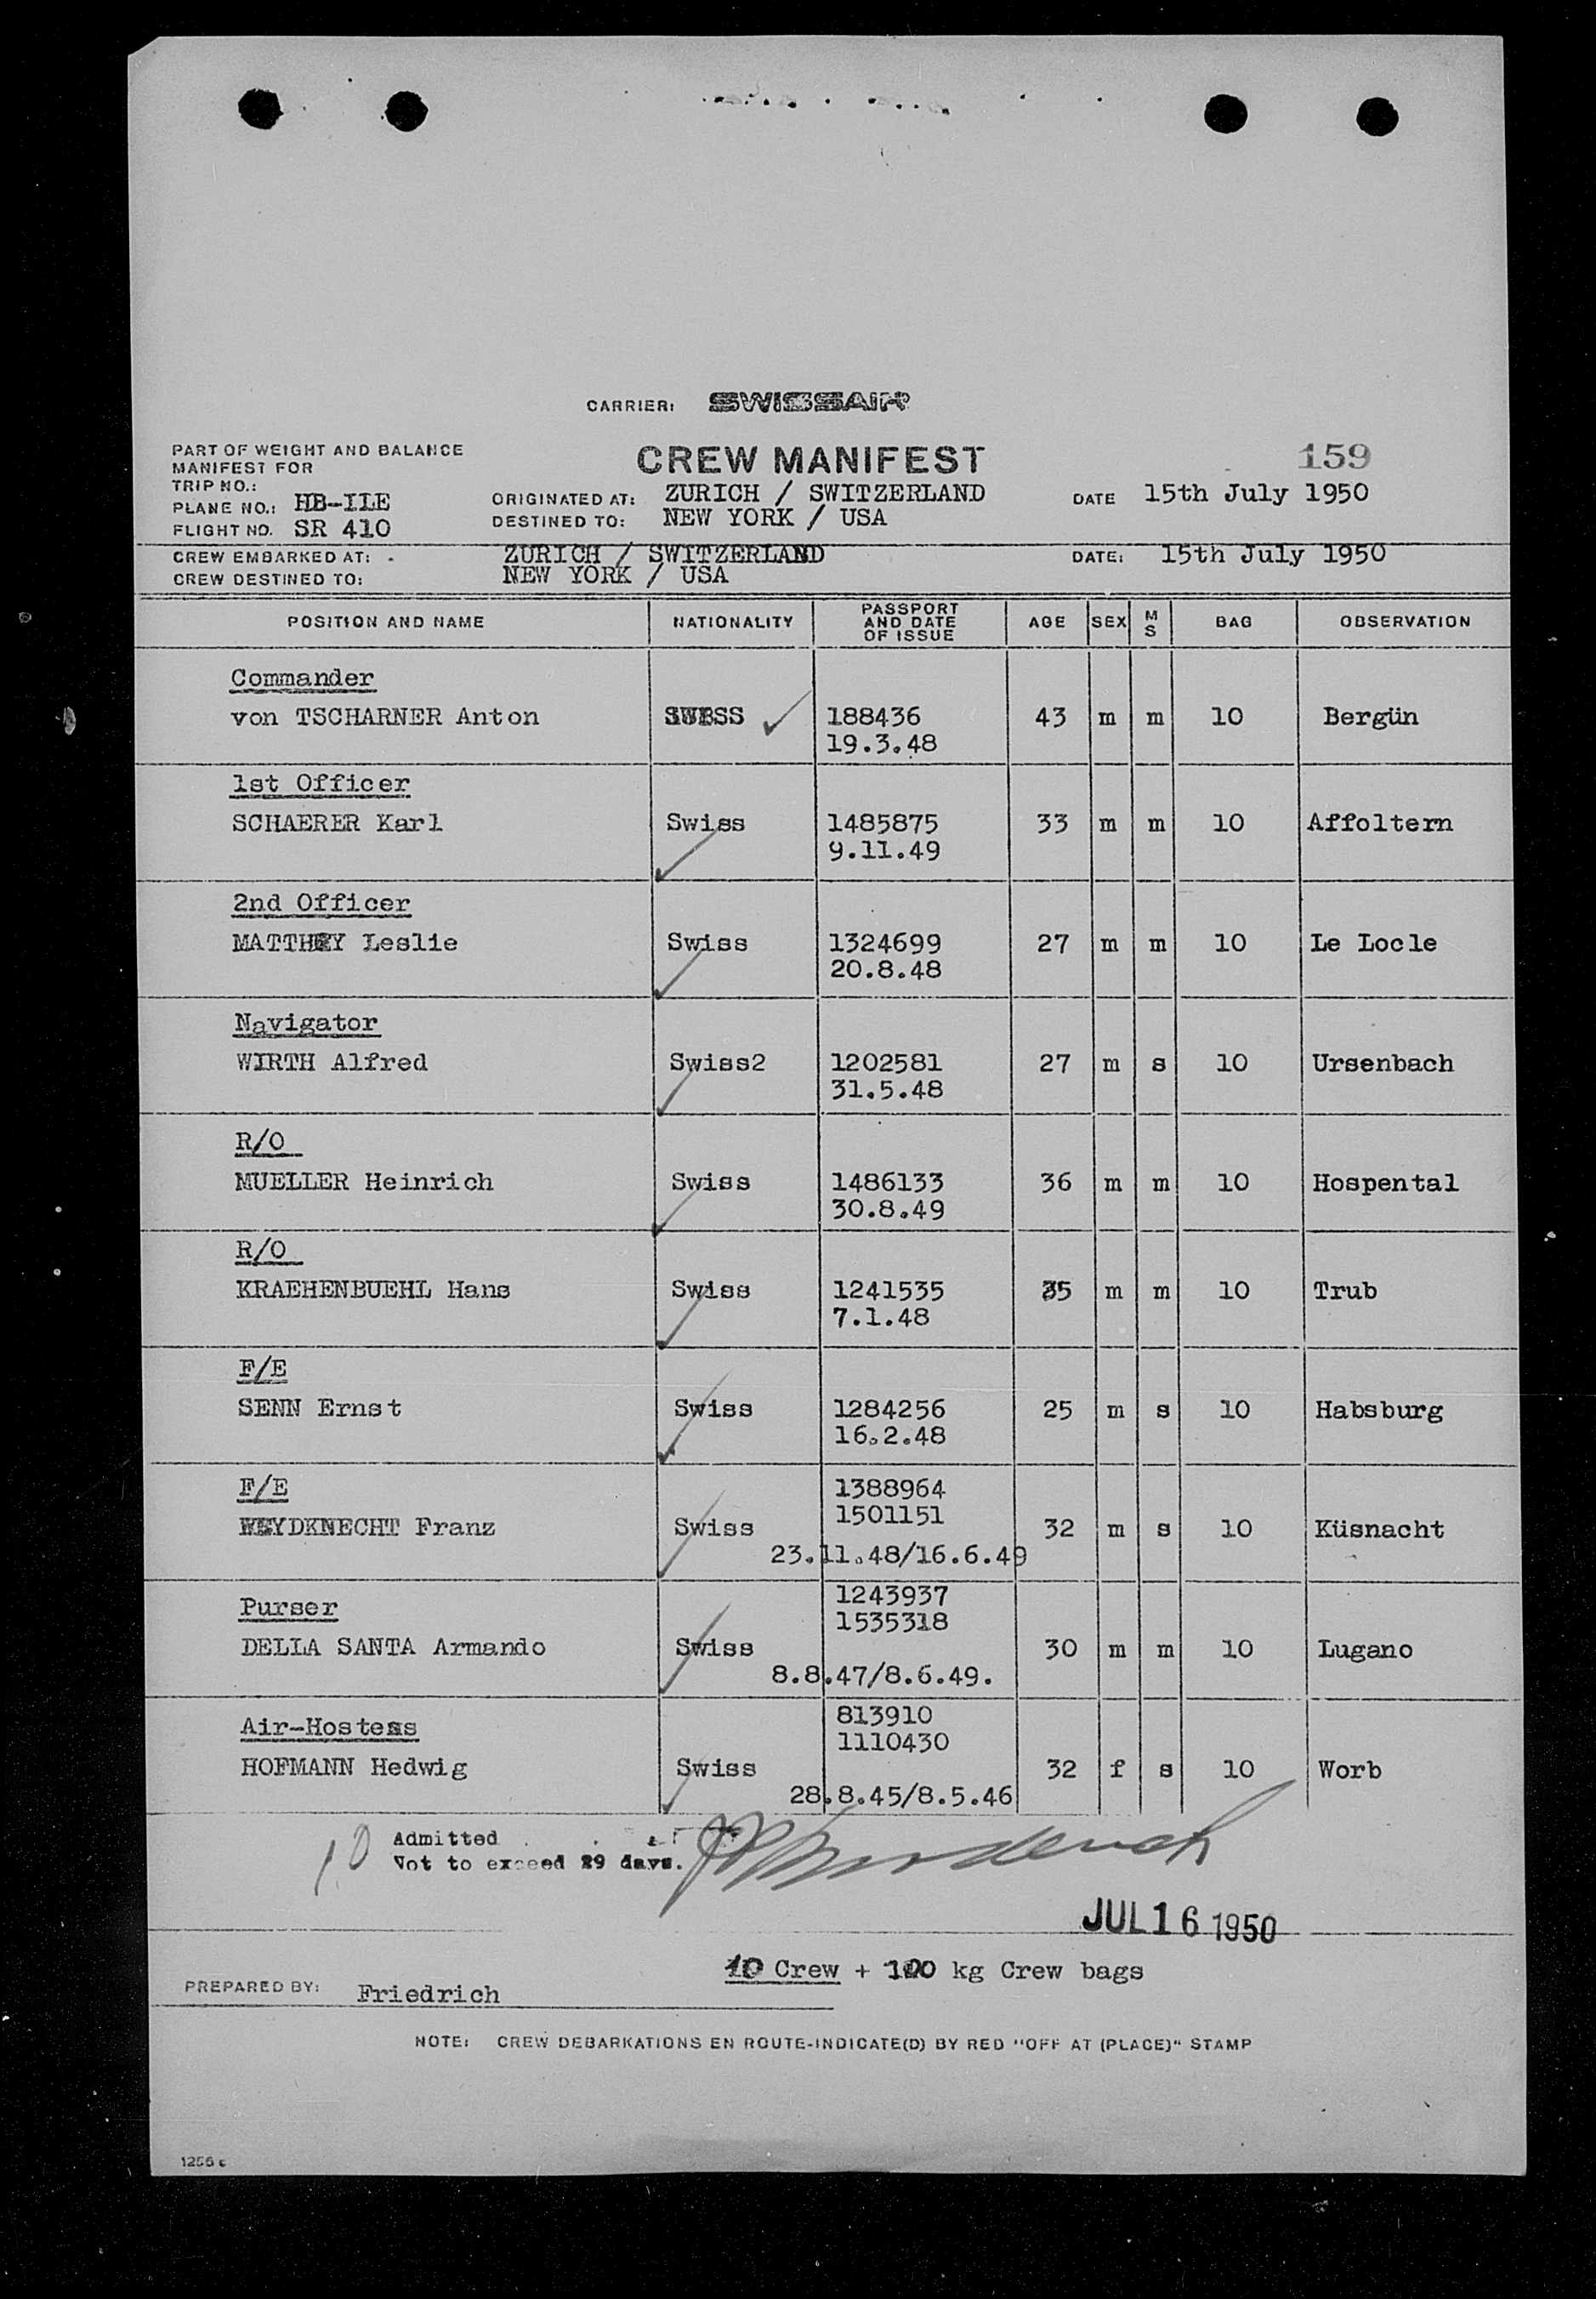 CARRIER: SWISSAIR
PART OF WEIGHT AND BALANCE
MANIFEST FOR
CREW MANIFEST
159
TRIP NO.:
PLANE NO.: HB-ILE
ORIGINATED AT: ZURICH / SWITZERLAND
DATE 15th July 1950
FLIGHT NO. SR 410
DESTINED TO: NEW YORK / USA
CREW EMBARKED AT: ZURICH / SWITZERLAND
DATE: 15th July 1950
CREW DESTINED TO: NEW YORK / USA
POSITION AND NAME NATIONALITY PASSPORT AND DATE OF ISSUE AGE SEX M S BAG OBSERVATION
Commander
von TSCHARNER Anton SWISS 188436 43 m m 10 Bergün
19.3.48
1st Officer
SCHAERER Karl Swiss 1485875 33 m m 10 Affoltern
9.11.49
2nd Officer
MATTHEY Leslie Swiss 1324699 27 m m 10 Le Locle
20.8.48
Navigator
WIRTH Alfred Swiss2 1202581 27 m s 10 Ursenbach
31.5.48
R/O
MUELLER Heinrich Swiss 1486133 36 m m 10 Hospental
30.8.49
R/O
KRAEHENBUEHL Hans Swiss 1241535 35 m m 10 Trub
7.1.48
F/E
SENN Ernst Swiss 1284256 25 m s 10 Habsburg
16.2.48
F/E 1388964
1501151
WEYDKNECHT Franz Swiss 32 m s 10 Küsnacht
23.11.48/16.6.49
1243937
Purser 1535318
DELLA SANTA Armando Swiss 30 m m 10 Lugano
8.8.47/8.6.49.
813910
Air-Hostess 1110430
HOFMANN Hedwig Swiss 32 f s 10 Worb
28.8.45/8.5.46
10 Admitted
Not to exceed 29 days.
JUL 16 1950
10 Crew + 100 kg Crew bags
PREPARED BY: Friedrich
NOTE: CREW DEBARKATIONS EN ROUTE-INDICATE(D) BY RED "OFF AT (PLACE)" STAMP
1256 c